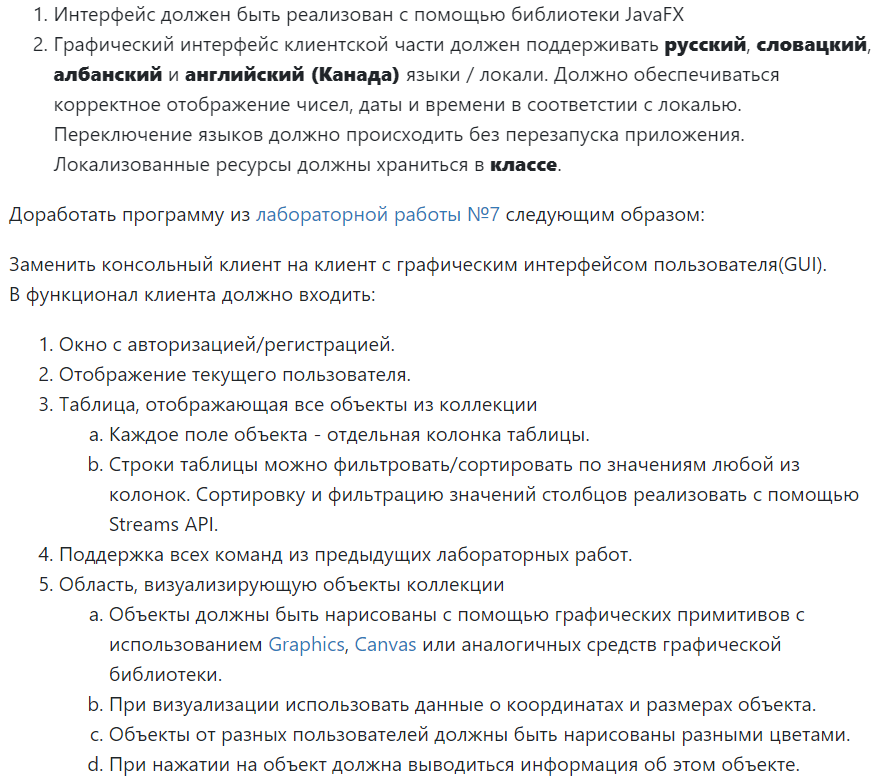 1. Интерфейс должен быть реализован с помощью библиотеки JavaFX
2. Графический интерфейс клиентской части должен поддерживать русский, словацкий,
албанский и английский (Канада) языки / локали. Должно обеспечиваться
корректное отображение чисел, даты и времени в соответстии с локалью.
Переключение языков должно происходить без перезапуска приложения.
Локализованные ресурсы должны храниться в классе.
Доработать программу из лабораторной работы №7 следующим образом:
Заменить консольный клиент на клиент с графическим интерфейсом пользователя(GUI).
В функционал клиента должно входить:
1. Окно с авторизацией/регистрацией.
2. Отображение текущего пользователя.
3. Таблица, отображающая все объекты из коллекции
a. Каждое поле объекта - отдельная колонка таблицы.
b. Строки таблицы можно фильтровать/сортировать по значениям любой из
колонок. Сортировку и фильтрацию значений столбцов реализовать с помощью
Streams API.
4. Поддержка всех команд из предыдущих лабораторных работ.
5. Область, визуализирующую объекты коллекции
a. Объекты должны быть нарисованы с помощью графических примитивов с
использованием Graphics, Canvas или аналогичных средств графической
библиотеки.
b. При визуализации использовать данные о координатах и размерах объекта.
c. Объекты от разных пользователей должны быть нарисованы разными цветами.
d. При нажатии на объект должна выводиться информация об этом объекте.